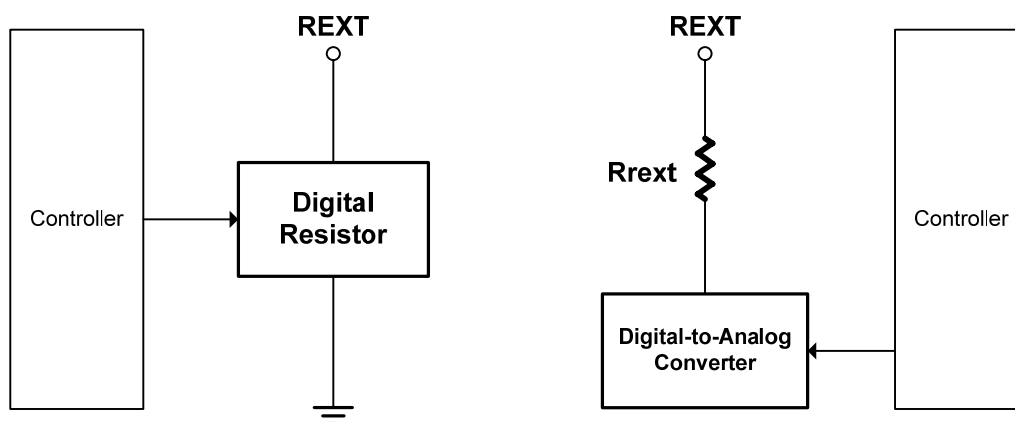 REXT
Controller
Digital
Resistor
REXT
Rrext
Digital-to-Analog
Converter
Controller